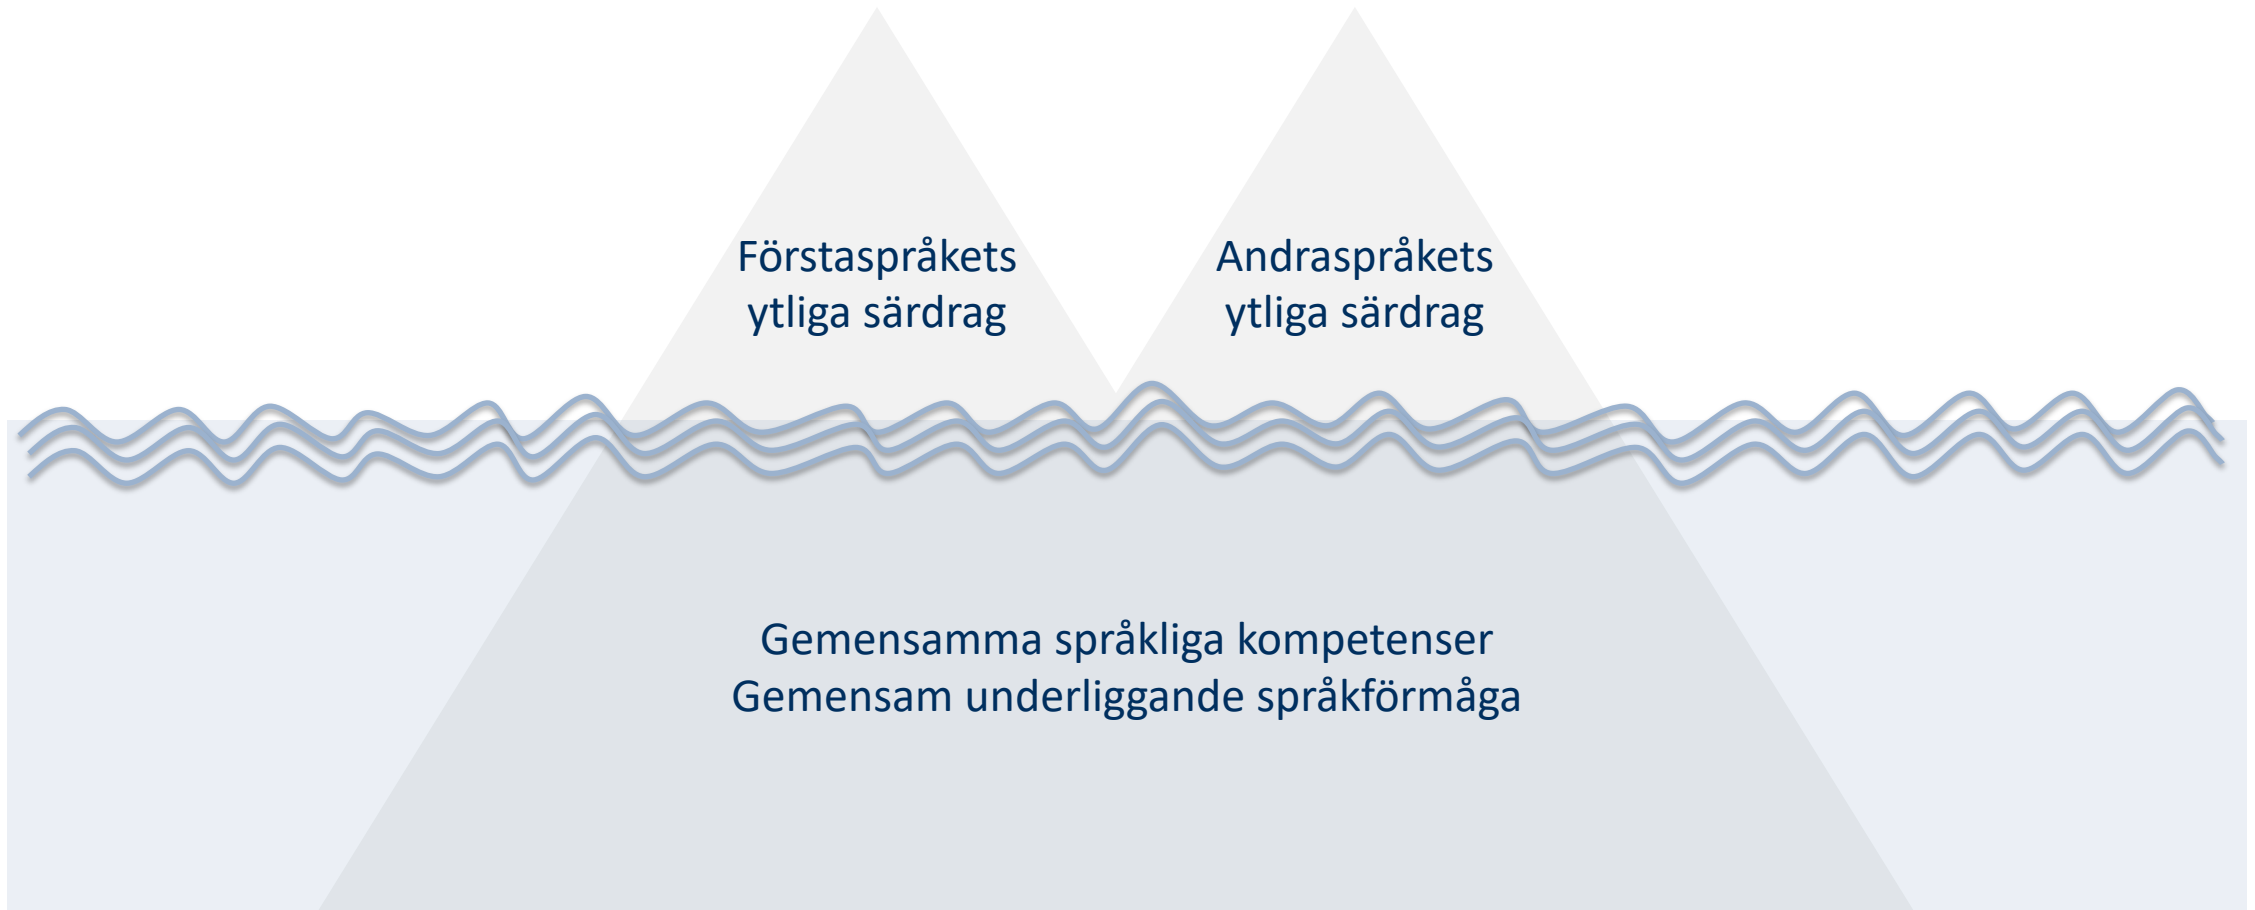 Förstaspråkets
ytliga särdrag
Andraspråkets
ytliga särdrag
Gemensamma språkliga kompetenser
Gemensam underliggande språkförmåga